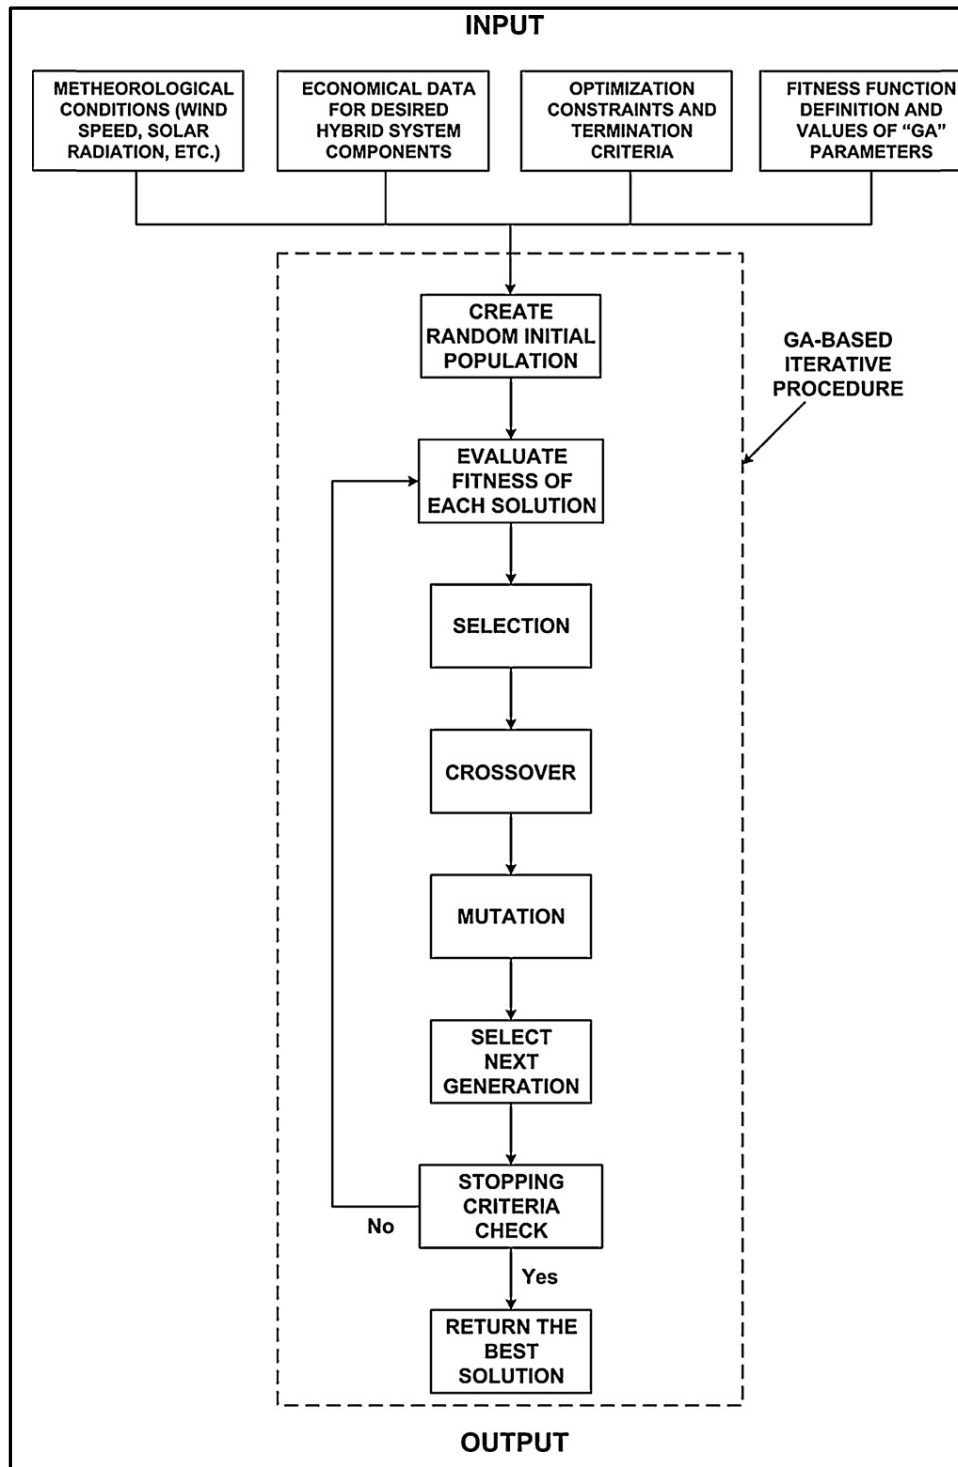 INPUT
METHEOROLOGICAL
CONDITIONS (WIND
SPEED, SOLAR
RADIATION, ETC.)
ECONOMICAL DATA
FOR DESIRED
HYBRID SYSTEM
COMPONENTS
OPTIMIZATION
CONSTRAINTS AND
TERMINATION
CRITERIA
FITNESS FUNCTION
DEFINITION AND
VALUES OF “GA”
PARAMETERS
CREATE
RANDOM INITIAL
POPULATION
GA-BASED
ITERATIVE
PROCEDURE
EVALUATE
FITNESS OF
EACH SOLUTION
SELECTION
CROSSOVER
MUTATION
SELECT
NEXT
GENERATION
STOPPING
CRITERIA
CHECK
No
Yes
RETURN THE
BEST
SOLUTION
OUTPUT